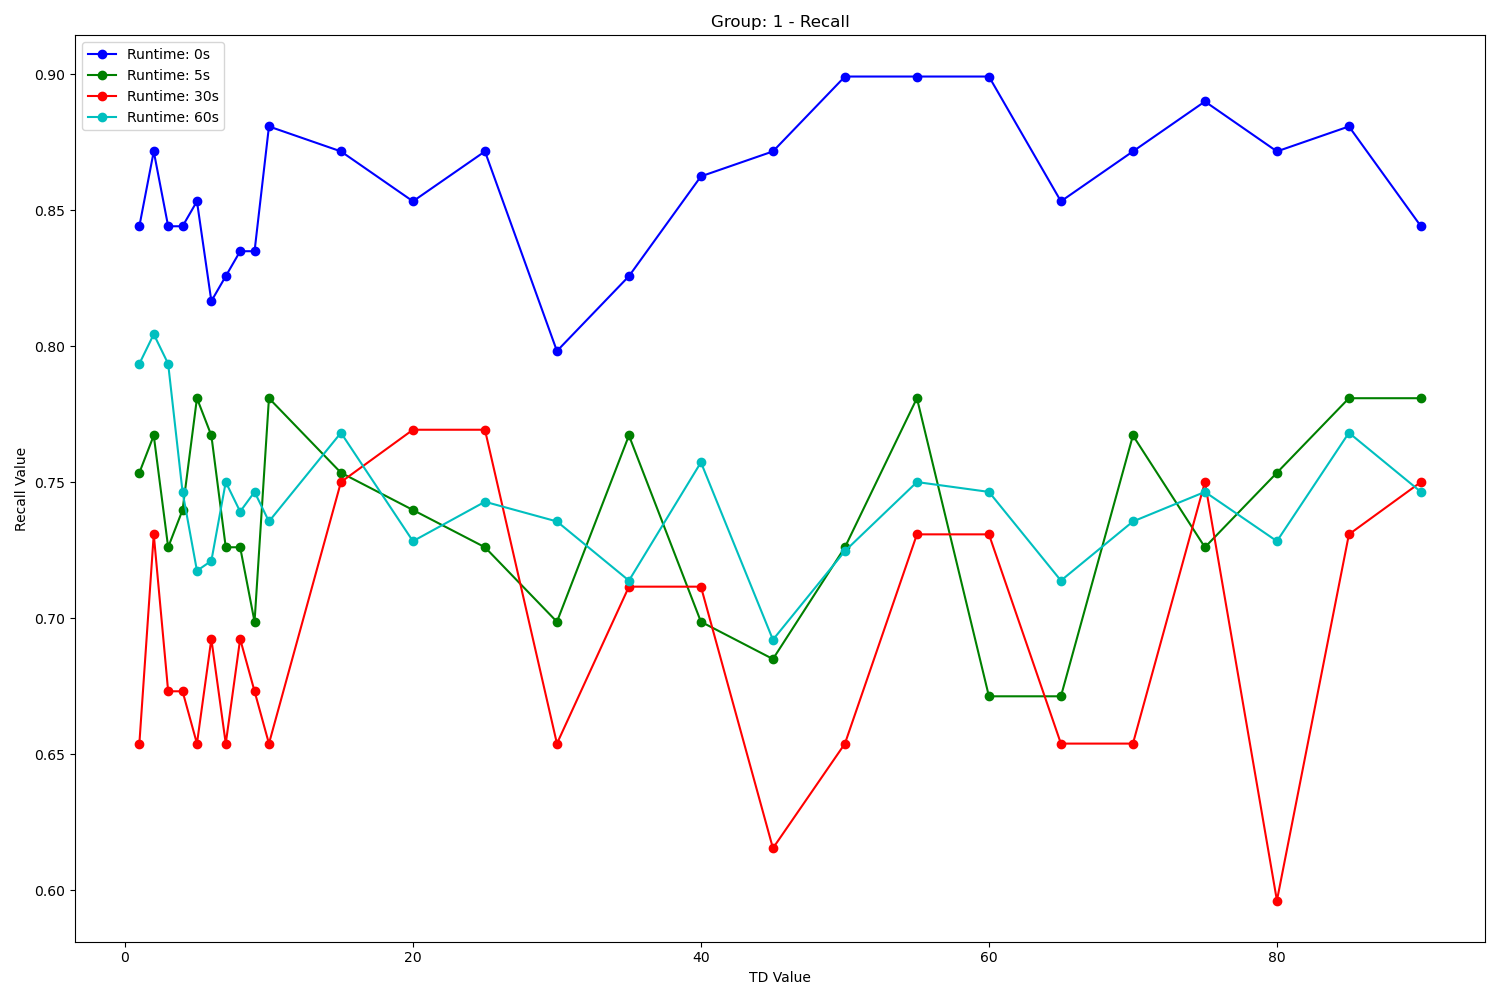 Group: 1 - Recall
Runtime: 0s
Runtime: 5s
Runtime: 30s
Runtime: 60s
Recall Value
0.90
0.85
0.80
0.75
0.70
0.65
0.60
0 20 40 60 80
TD Value